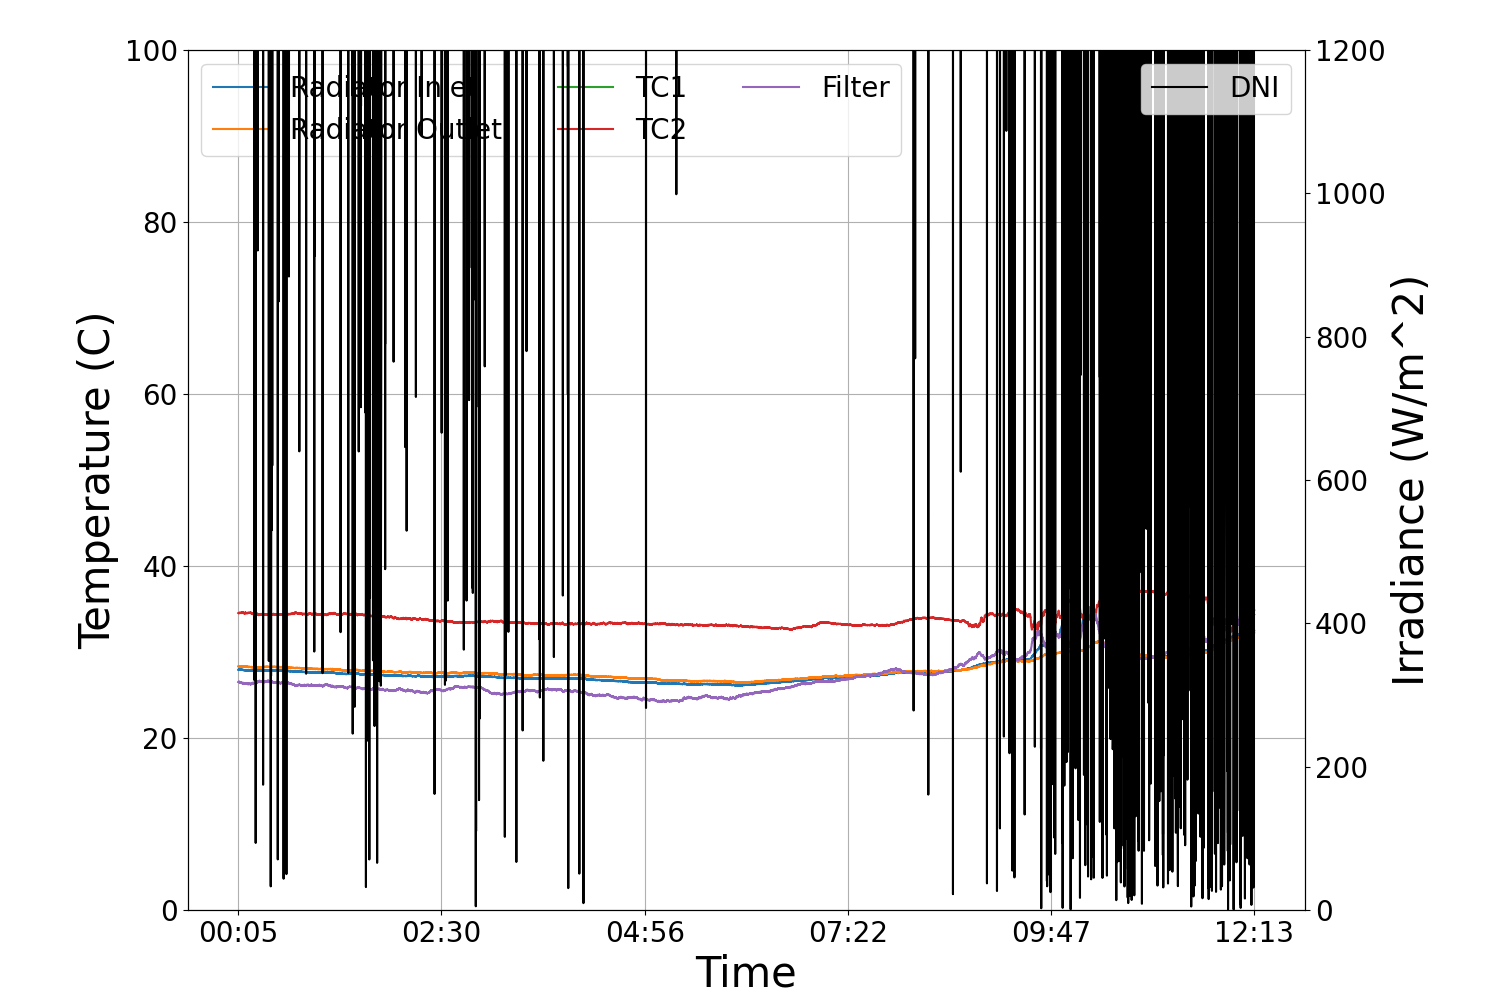 100
80
60
40
20
0
Temperature (C)
Radiator Inlet
Radiator Outlet
TC1
TC2
Filter
DNI
1200
1000
800
600
400
200
0
Irradiance (W/m^2)
00:05 02:30 04:56 07:22 09:47 12:13
Time